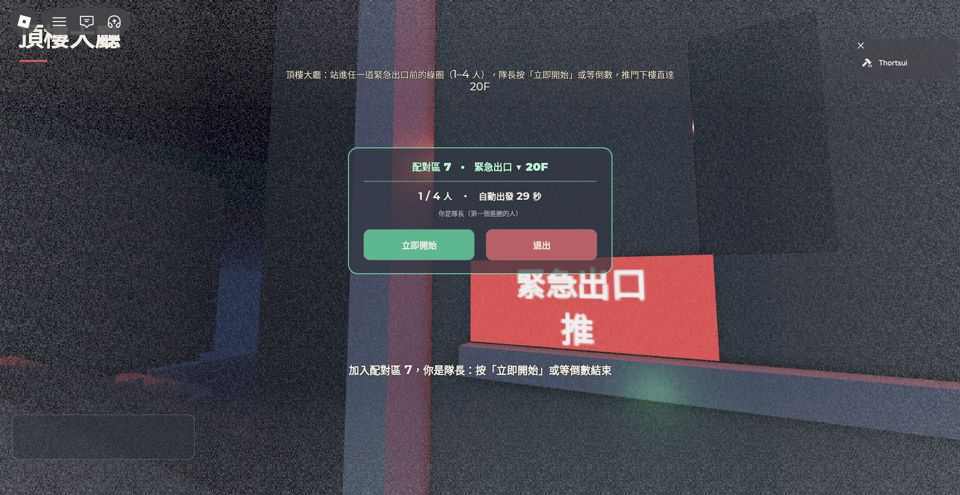 頂樓大廳
Thortsui
頂樓大廳：站進任一道緊急出口前的綠圈（1–4 人），隊長按「立即開始」或等倒數，推門下樓直達
20F
配對區 7 • 緊急出口 ▼ 20F
1 / 4 人 • 自動出發 29 秒
你是隊長（第一個進圈的人）
立即開始
退出
緊急出口
推
加入配對區 7，你是隊長：按「立即開始」或等倒數結束